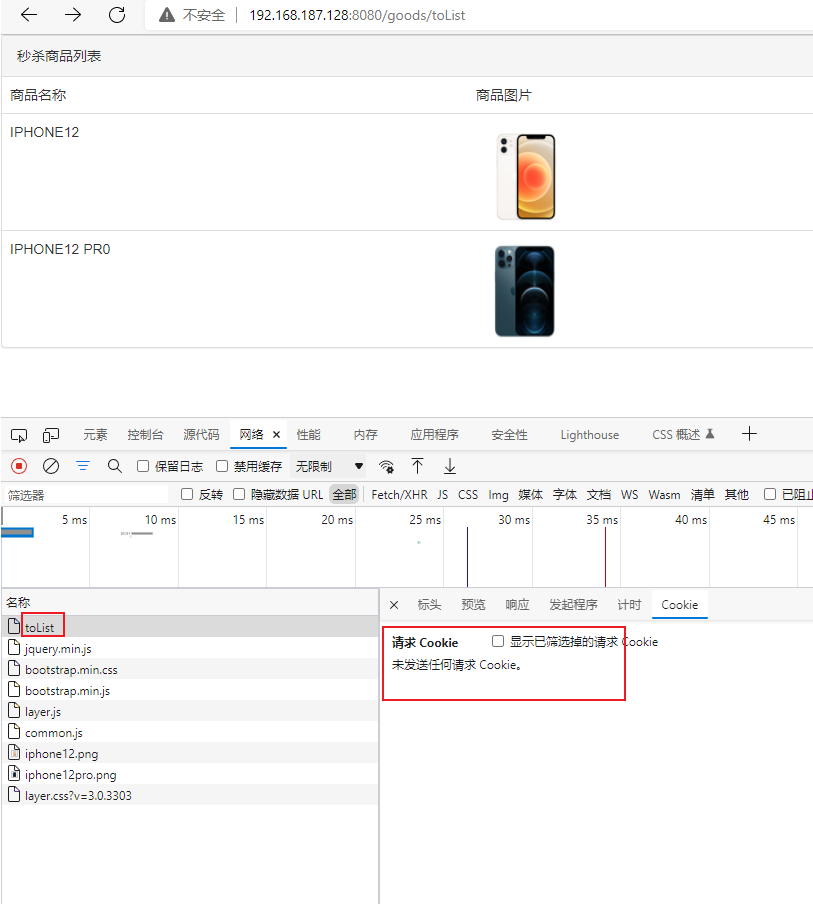 不安全 192.168.187.128:8080/goods/toList
秒杀商品列表
商品名称 商品图片
IPHONE12
IPHONE12 PR0
元素 控制台 源代码 网络 性能 内存 应用程序 安全性 Lighthouse CSS 概述
保留日志 禁用缓存 无限制
筛选器 反转 隐藏数据 URL 全部 Fetch/XHR JS CSS Img 媒体 字体 文档 WS Wasm 清单 其他 已阻止
5 ms 10 ms 15 ms 20 ms 25 ms 30 ms 35 ms 40 ms 45 ms
名称 标头 预览 响应 发起程序 计时 Cookie
toList
jquery.min.js
bootstrap.min.css
bootstrap.min.js
layer.js
common.js
iphone12.png
iphone12pro.png
layer.css?v=3.0.3303
请求 Cookie 显示已筛选掉的请求 Cookie
未发送任何请求 Cookie。